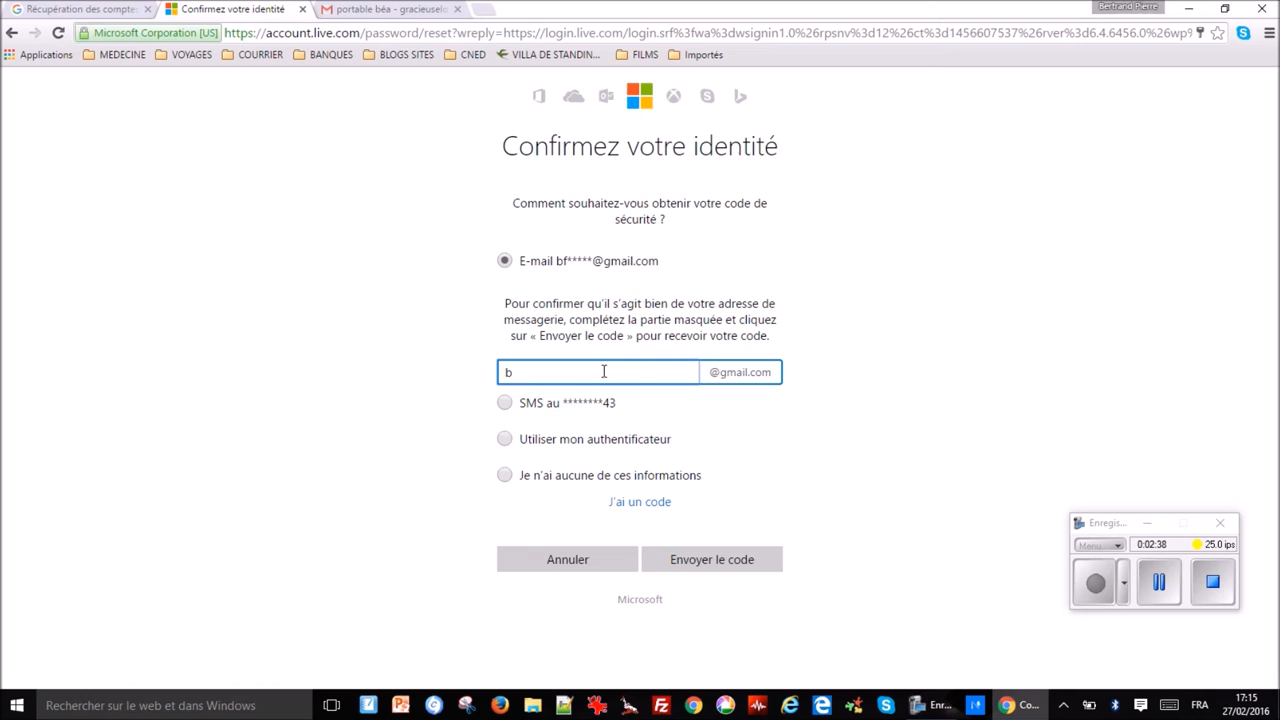 Récupération des compte
Confirmez votre identité
portable béa - gracieuselo
Bertrand Pierre
Microsoft Corporation [US]
https://account.live.com/password/reset?wreply=https://login.live.com/login.srf%3fwa%3dwsignin1.0%26rpsnv%3d12%26ct%3d1456607537%26rver%3d6.4.6456.0%26wp9
Applications
MEDECINE
VOYAGES
COURRIER
BANQUES
BLOGS SITES
CNED
VILLA DE STANDIN...
FILMS
Importés
Confirmez votre identité
Comment souhaitez-vous obtenir votre code de
sécurité ?
E-mail bf*****@gmail.com
Pour confirmer qu'il s'agit bien de votre adresse de
messagerie, complétez la partie masquée et cliquez
sur « Envoyer le code » pour recevoir votre code.
b
@gmail.com
SMS au ********43
Utiliser mon authentificateur
Je n'ai aucune de ces informations
J'ai un code
Annuler
Envoyer le code
Microsoft
Enregis...
Menu
0:02:38
25.0 ips
Rechercher sur le web et dans Windows
Enr...
Co...
FRA
17:15
27/02/2016